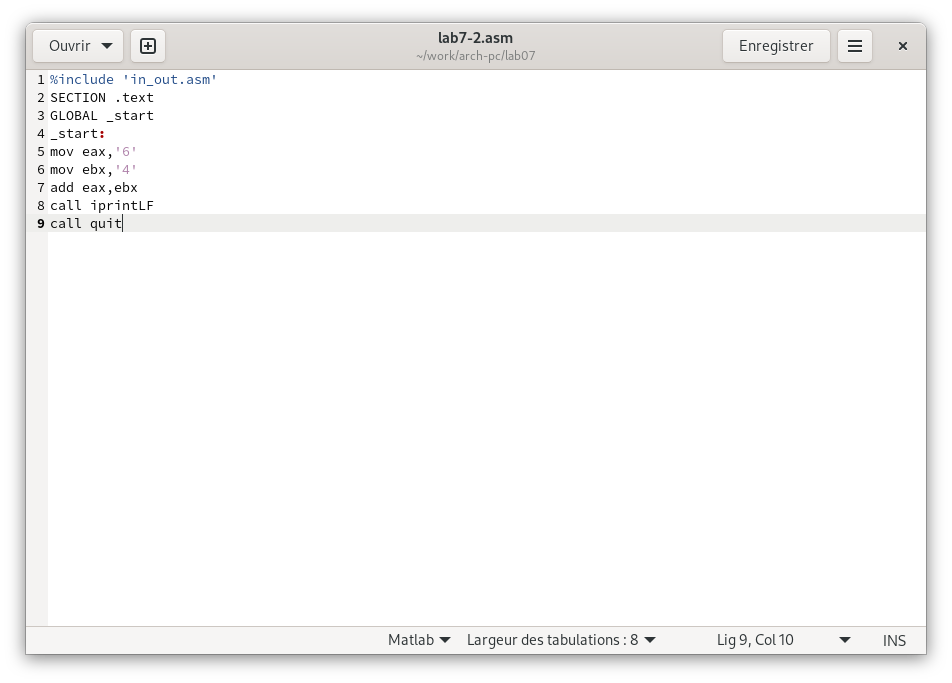 Ouvrir
lab7-2.asm
~/work/arch-pc/lab07
Enregistrer
1 %include 'in_out.asm'
2 SECTION .text
3 GLOBAL _start
4 _start:
5 mov eax,'6'
6 mov ebx,'4'
7 add eax,ebx
8 call iprintLF
9 call quit
Matlab Largeur des tabulations : 8 Lig 9, Col 10 INS